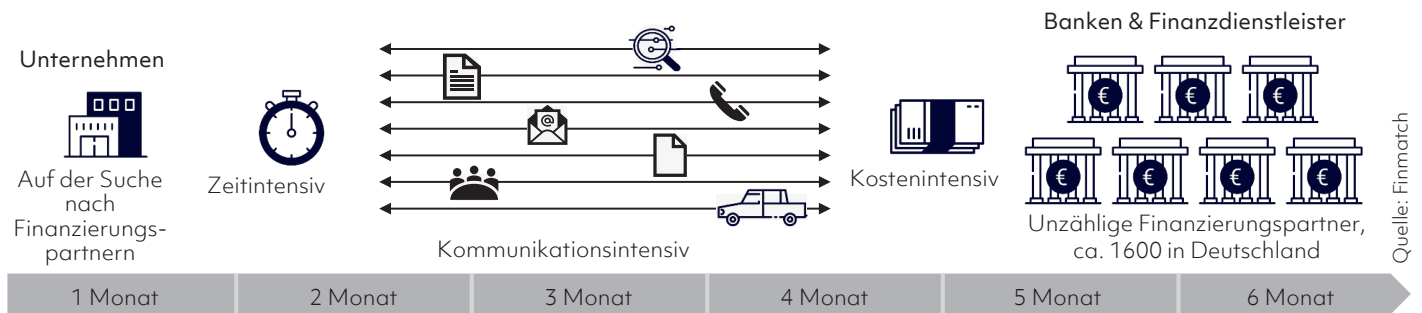 Unternehmen
Auf der Suche
nach
Finanzierungs-
partnern
Zeitintensiv
@
Kommunikationsintensiv
Kostenintensiv
Banken & Finanzdienstleister
€ € €
€ € € €
Unzählige Finanzierungspartner,
ca. 1600 in Deutschland
Quelle: Finmatch
1 Monat
2 Monat
3 Monat
4 Monat
5 Monat
6 Monat